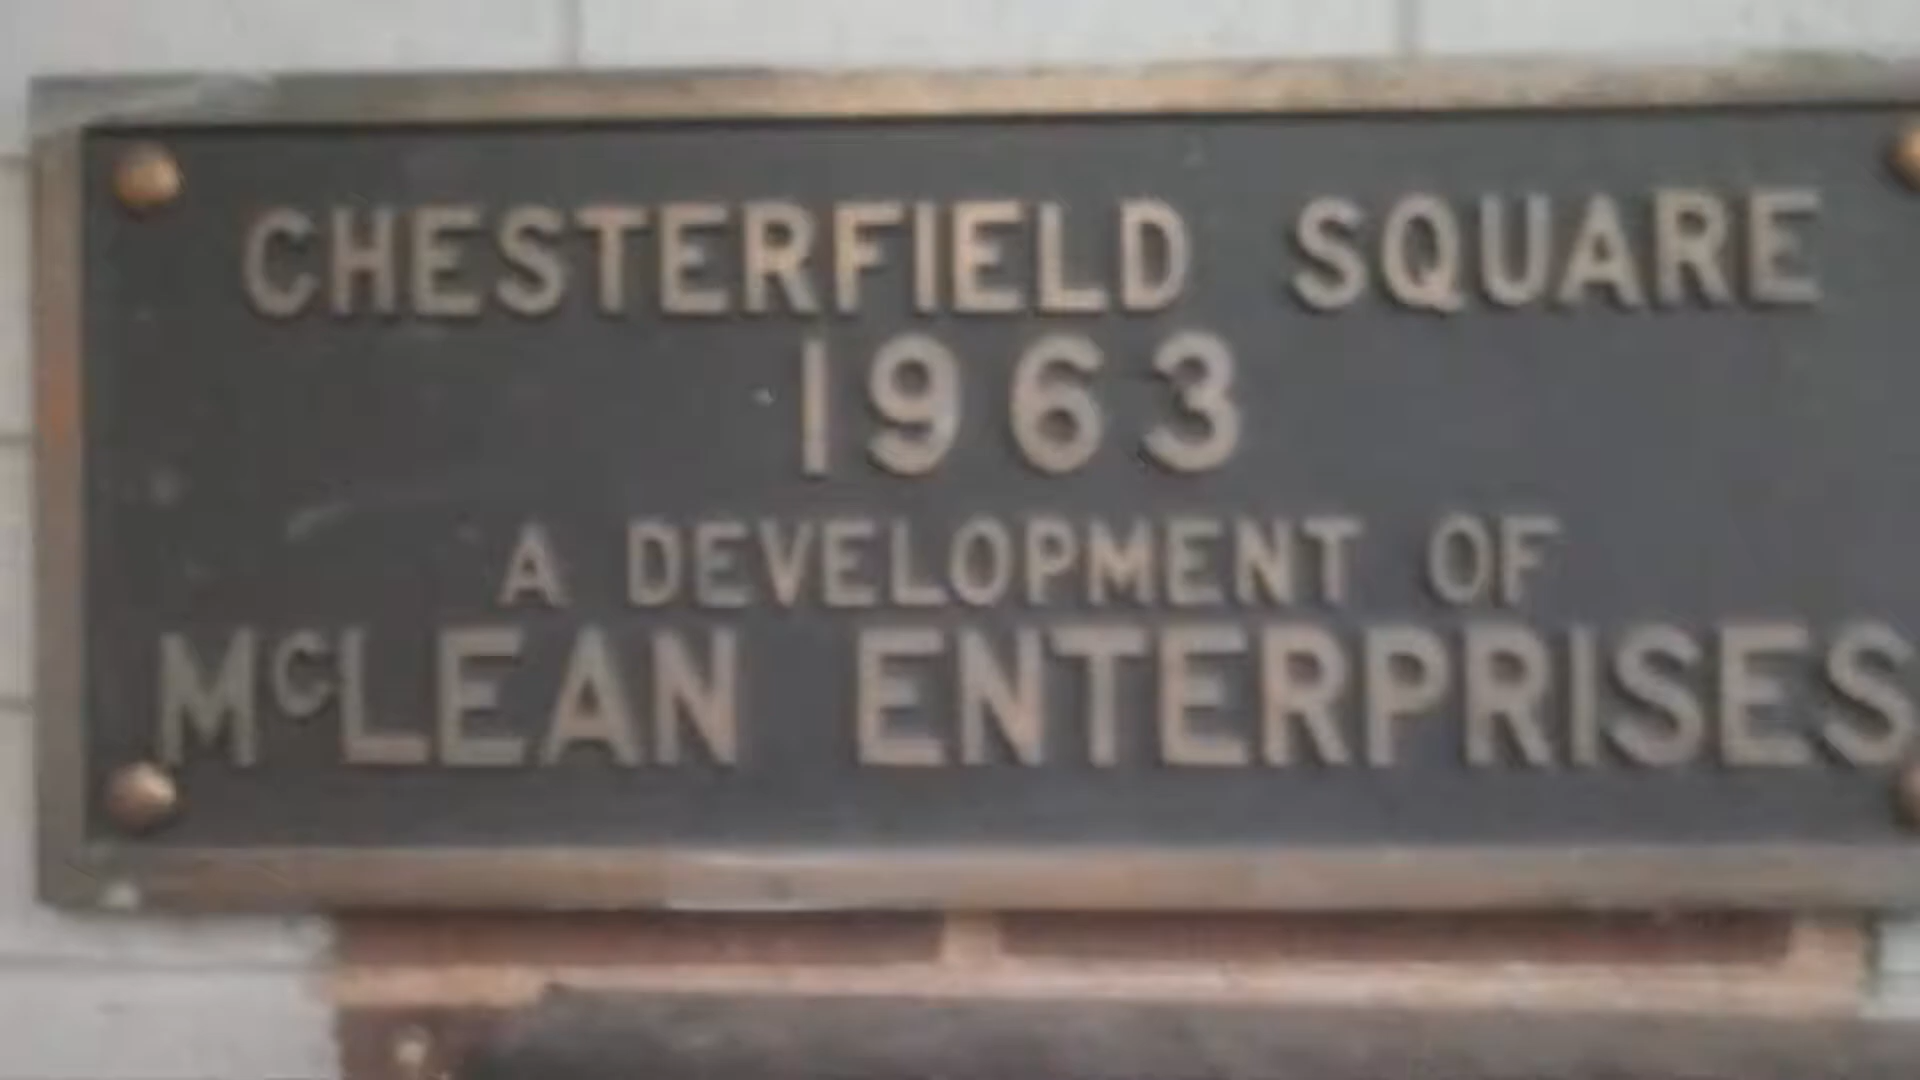 CHESTERFIELD SQUARE
1963
A DEVELOPMENT OF
McLEAN ENTERPRISES